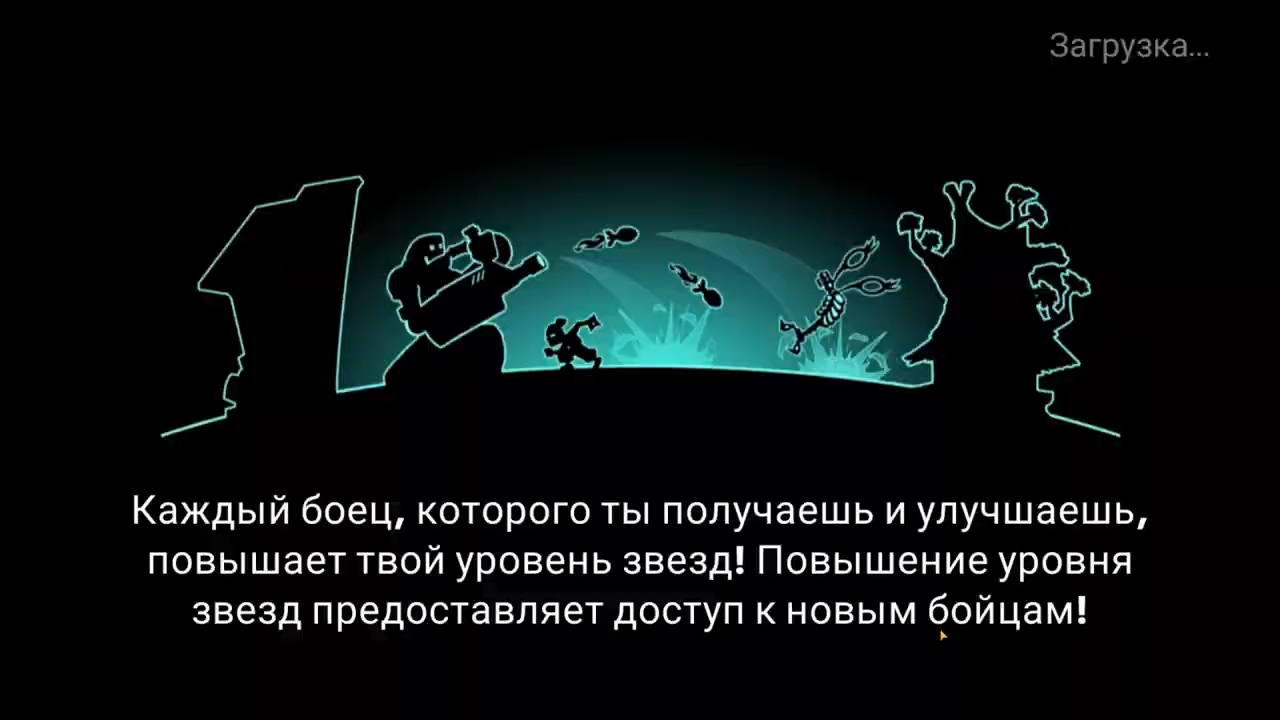 Загрузка...
Каждый боец, которого ты получаешь и улучшаешь,
повышает твой уровень звезд! Повышение уровня
звезд предоставляет доступ к новым бойцам!